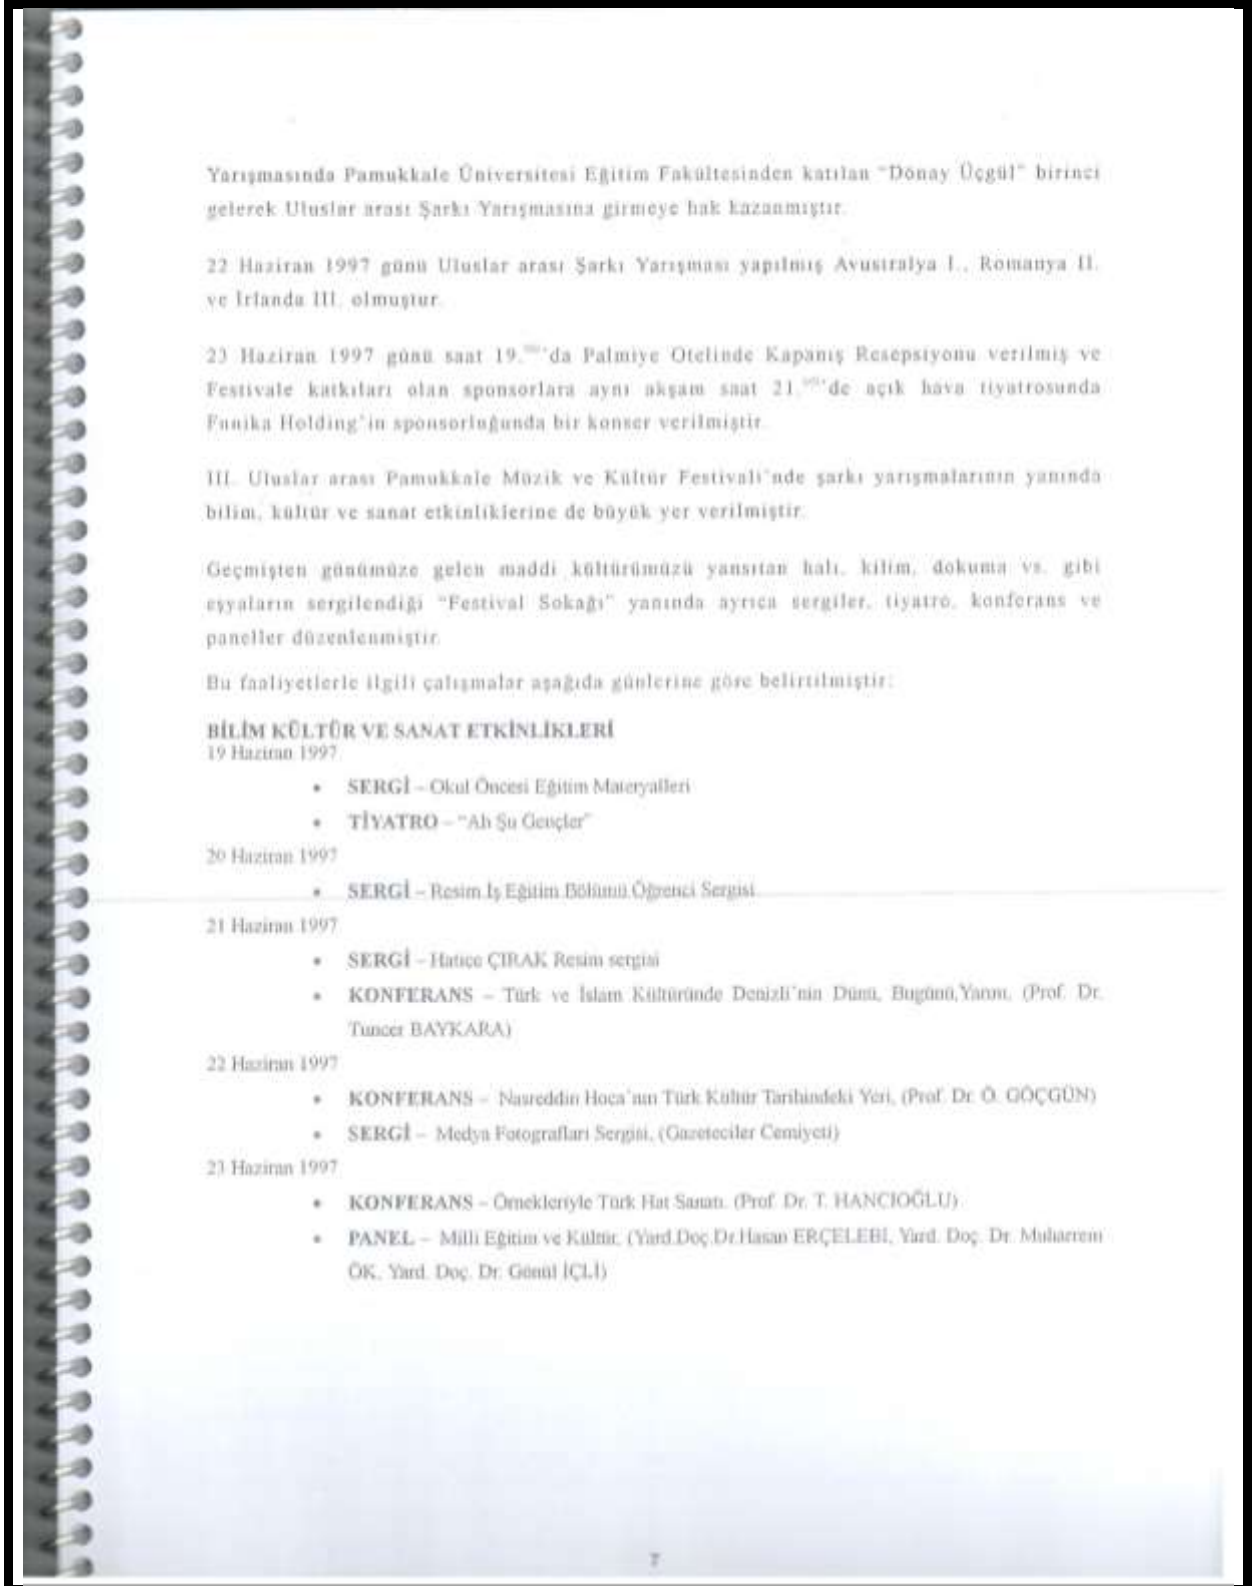 Yarışmasında Pamukkale Üniversitesi Eğitim Fakültesinden katılan "Dönay Üçgül" birinci
gelerek Uluslar arası Şarkı Yarışmasına girmeye hak kazanmıştır.
22 Haziran 1997 günü Uluslar arası Şarkı Yarışması yapılmış Avustralya I., Romanya II.
ve İrlanda III. olmuştur.
23 Haziran 1997 günü saat 19. 'da Palmiye Otelinde Kapanış Resepsiyonu verilmiş ve
Festivale katkıları olan sponsorlara aynı akşam saat 21. 'de açık hava tiyatrosunda
Funika Holding'in sponsorluğunda bir konser verilmiştir.
III. Uluslar arası Pamukkale Müzik ve Kültür Festivali'nde şarkı yarışmalarının yanında
bilim, kültür ve sanat etkinliklerine de büyük yer verilmiştir.
Geçmişten günümüze gelen maddi kültürümüzü yansıtan halı, kilim, dokuma vs. gibi
eşyaların sergilendiği "Festival Sokağı" yanında ayrıca sergiler, tiyatro, konferans ve
paneller düzenlenmiştir.
Bu faaliyetlerle ilgili çalışmalar aşağıda günlerine göre belirtilmiştir.
BİLİM KÜLTÜR VE SANAT ETKİNLİKLERİ
19 Haziran 1997
• SERGİ – Okul Öncesi Eğitim Materyalleri
• TİYATRO – "Ah Şu Gençler"
20 Haziran 1997
• SERGİ – Resim İş Eğitim Bölümü Öğrenci Sergisi
21 Haziran 1997
• SERGİ – Hatice ÇIRAK Resim sergisi
• KONFERANS – Türk ve İslam Kültüründe Denizli'nin Dünü, Bugünü,Yarını, (Prof. Dr.
Tuncer BAYKARA)
22 Haziran 1997
• KONFERANS – Nasreddin Hoca'nın Türk Kültür Tarihindeki Yeri, (Prof. Dr. Ö. GÖÇGÜN)
• SERGİ – Medya Fotografları Sergisi, (Gazeteciler Cemiyeti)
23 Haziran 1997
• KONFERANS – Örnekleriyle Türk Hat Sanatı. (Prof. Dr. T. HANCIOĞLU)
• PANEL – Milli Eğitim ve Kültür, (Yard.Doç.Dr.Hasan ERÇELEBİ, Yard. Doç. Dr. Muharrem
ÖK, Yard. Doç. Dr. Gönül İÇLİ)
7